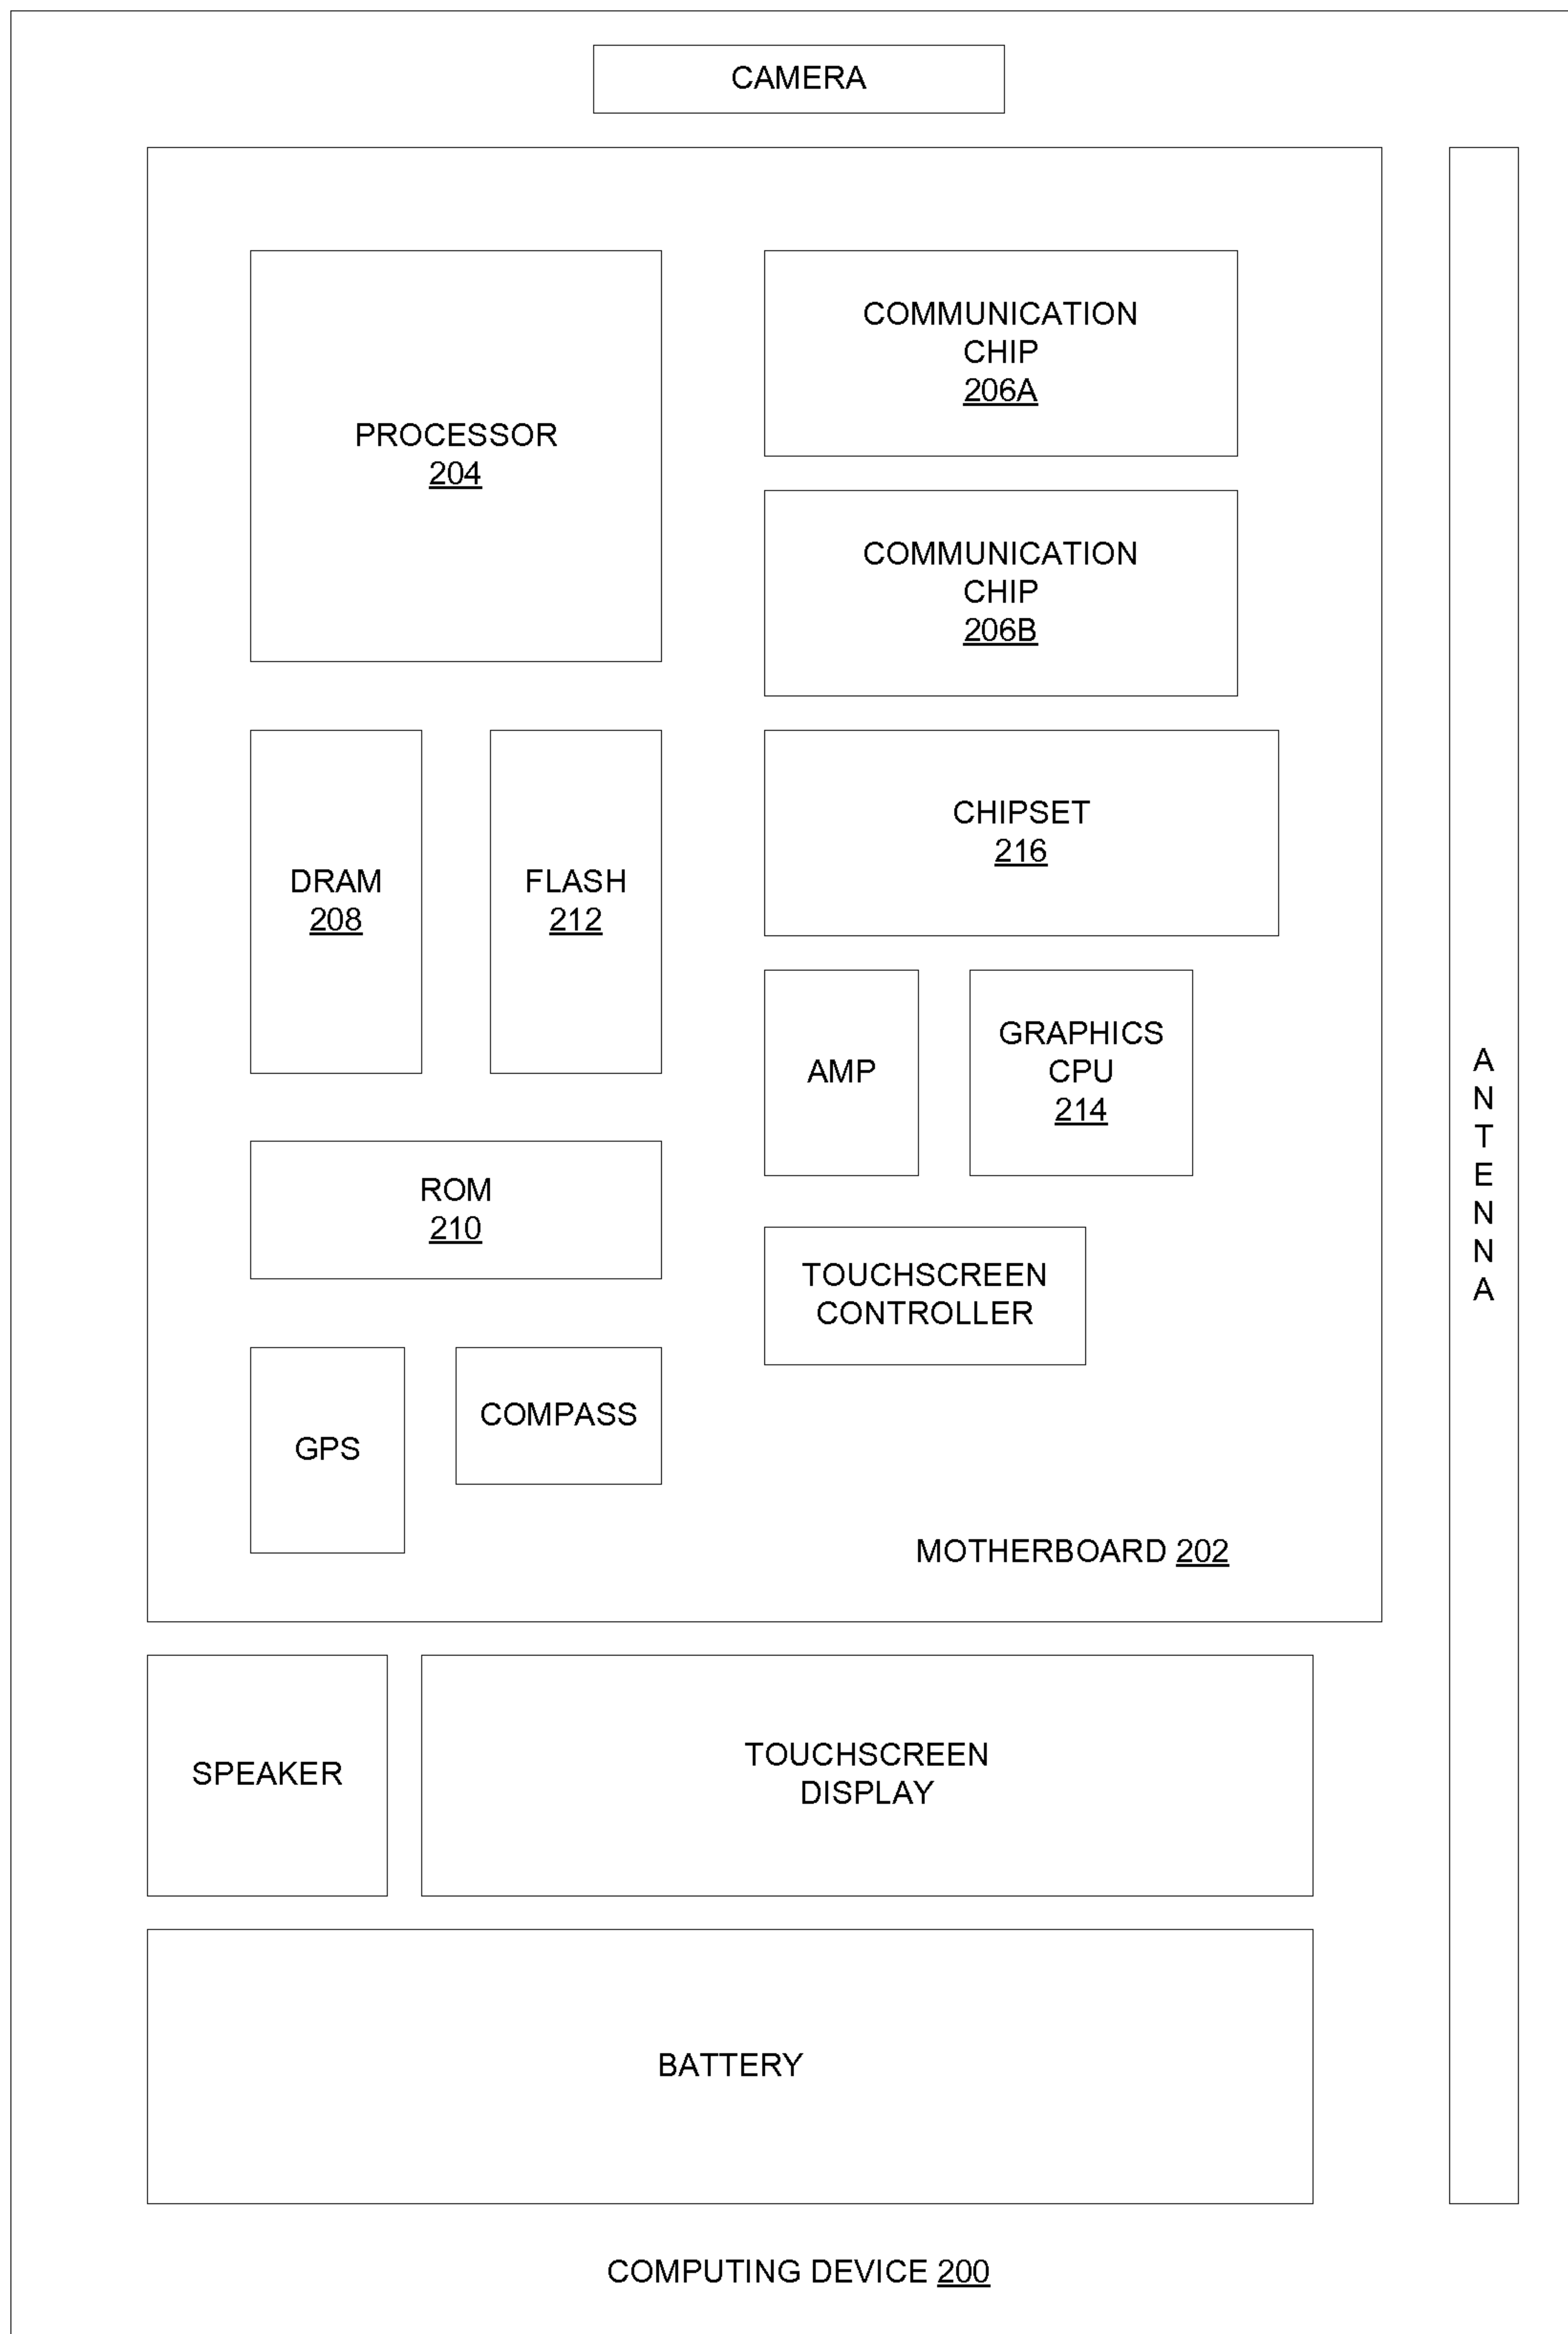 CAMERA
PROCESSOR
204
COMMUNICATION
CHIP
206A
COMMUNICATION
CHIP
206B
DRAM
208
FLASH
212
CHIPSET
216
AMP
GRAPHICS
CPU
214
ROM
210
TOUCHSCREEN
CONTROLLER
GPS
COMPASS
MOTHERBOARD 202
ANTENNA
SPEAKER
TOUCHSCREEN
DISPLAY
BATTERY
COMPUTING DEVICE 200